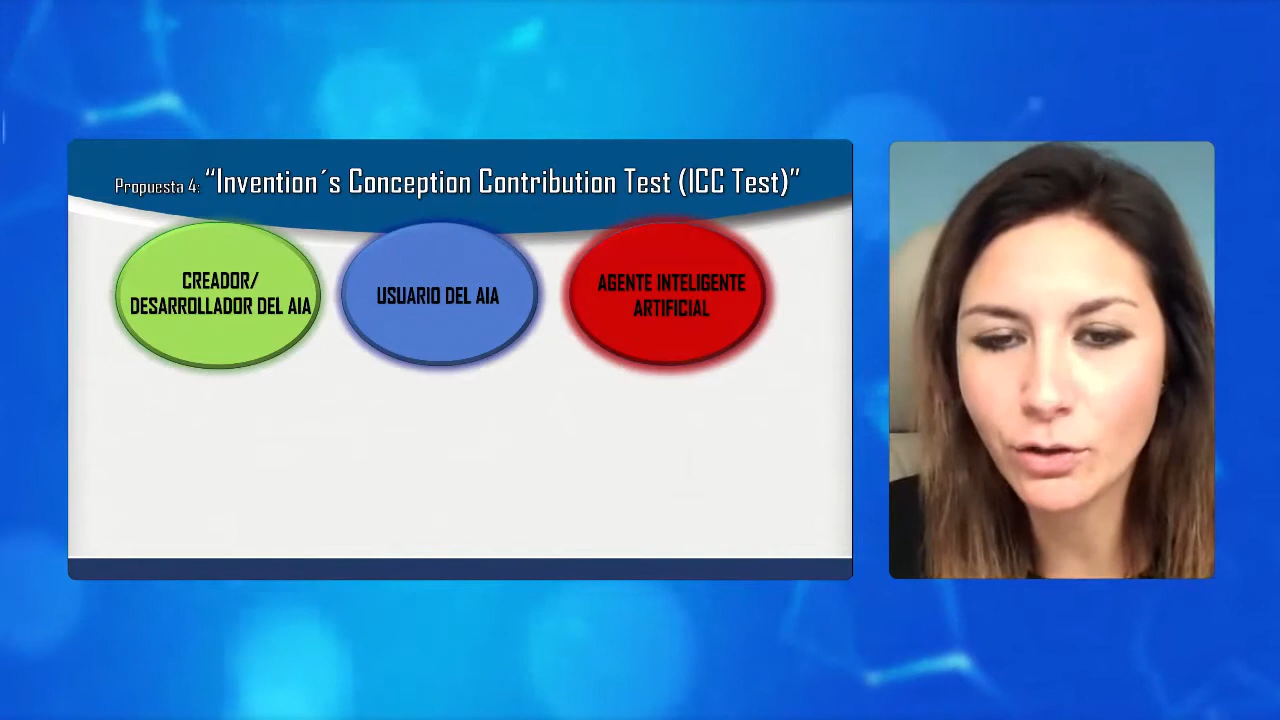 Propuesta 4: “Invention´s Conception Contribution Test (ICC Test)”
CREADOR/
DESARROLLADOR DEL AIA
USUARIO DEL AIA
AGENTE INTELIGENTE
ARTIFICIAL